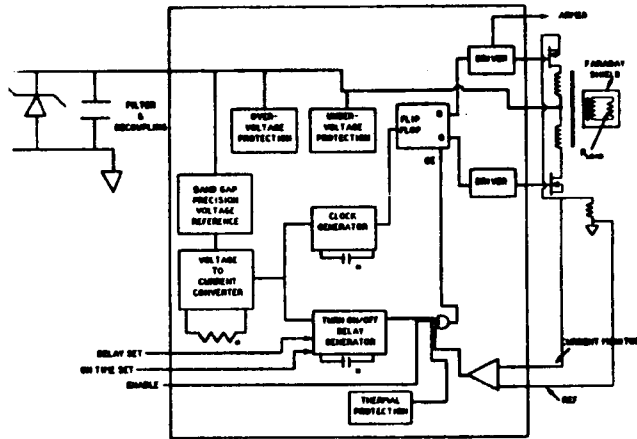 ARMED
DRIVER
FARADAY
SHIELD
R LOAD
FILTER
&
DECOUPLING
OVER-
VOLTAGE
PROTECTION
UNDER-
VOLTAGE
PROTECTION
FLIP
FLOP
Q
Q
OE
DRIVER
BAND GAP
PRECISION
VOLTAGE
REFERENCE
CLOCK
GENERATOR
VOLTAGE
TO
CURRENT
CONVERTER
TURN ON/OFF
DELAY
GENERATOR
DELAY SET
ON TIME SET
ENABLE
THERMAL
PROTECTION
CURRENT MONITOR
REF